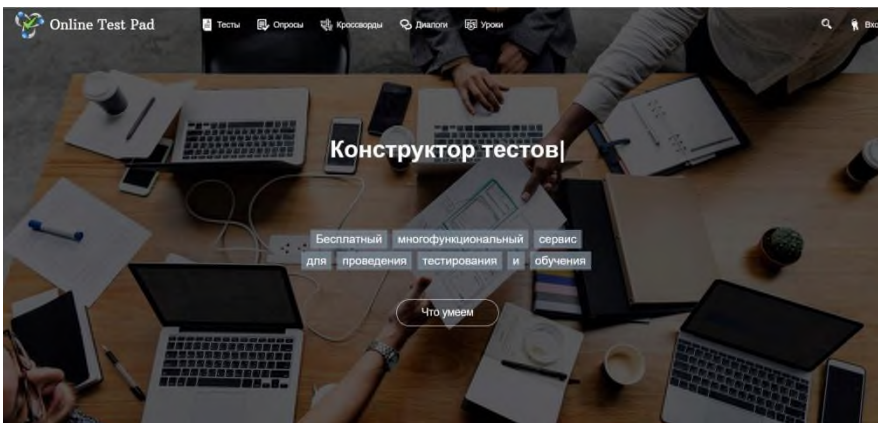 Online Test Pad Тесты Опросы Кроссворды Диалоги Уроки Вхо
Конструктор тестов|
Бесплатный многофункциональный сервис
для проведения тестирования и обучения
Что умеем